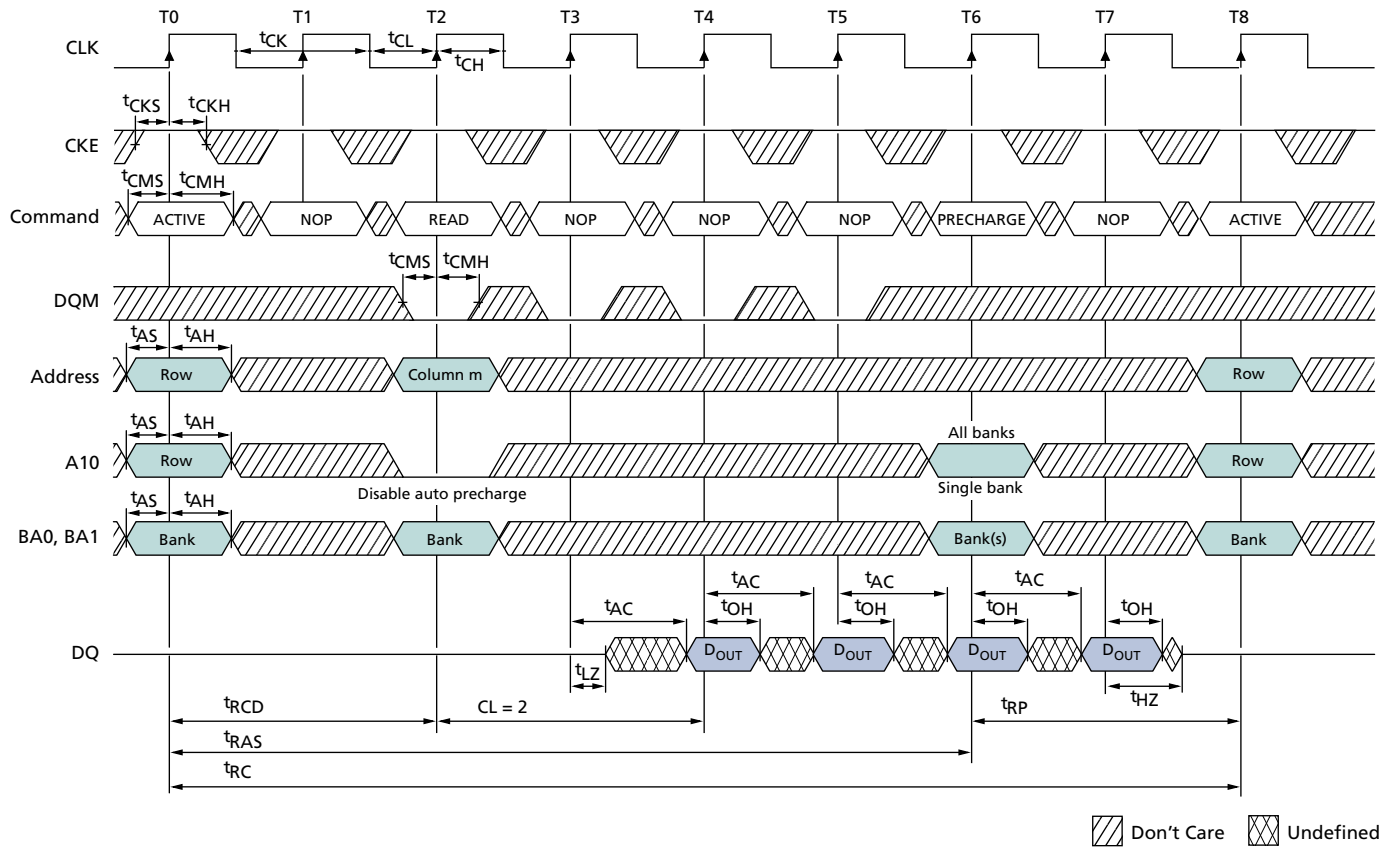 T0 T1 T2 T3 T4 T5 T6 T7 T8
CLK
tCK tCL
tCH
tCKS tCKH
CKE
tCMS tCMH
Command ACTIVE NOP READ NOP NOP NOP PRECHARGE NOP ACTIVE
tCMS tCMH
DQM
tAS tAH
Address Row Column m Row
tAS tAH
All banks
A10 Row Row
Disable auto precharge Single bank
tAS tAH
BA0, BA1 Bank Bank Bank(s) Bank
tAC tAC tAC
tAC tOH tOH tOH tOH
DQ DOUT DOUT DOUT DOUT
tLZ tHZ
tRCD CL = 2 tRP
tRAS
tRC
Don't Care Undefined